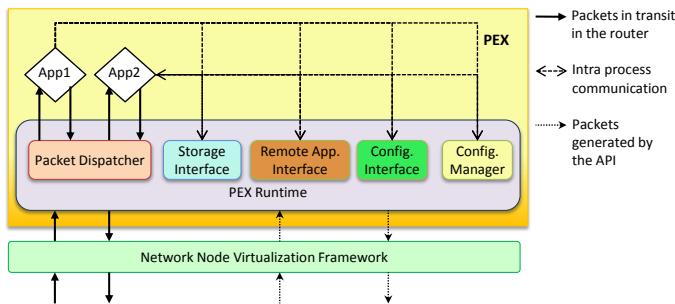 PEX
App1
App2
Packet Dispatcher
Storage
Interface
Remote App.
Interface
Config.
Interface
Config.
Manager
PEX Runtime
Network Node Virtualization Framework
Packets in transit
in the router
Intra process
communication
Packets
generated by
the API